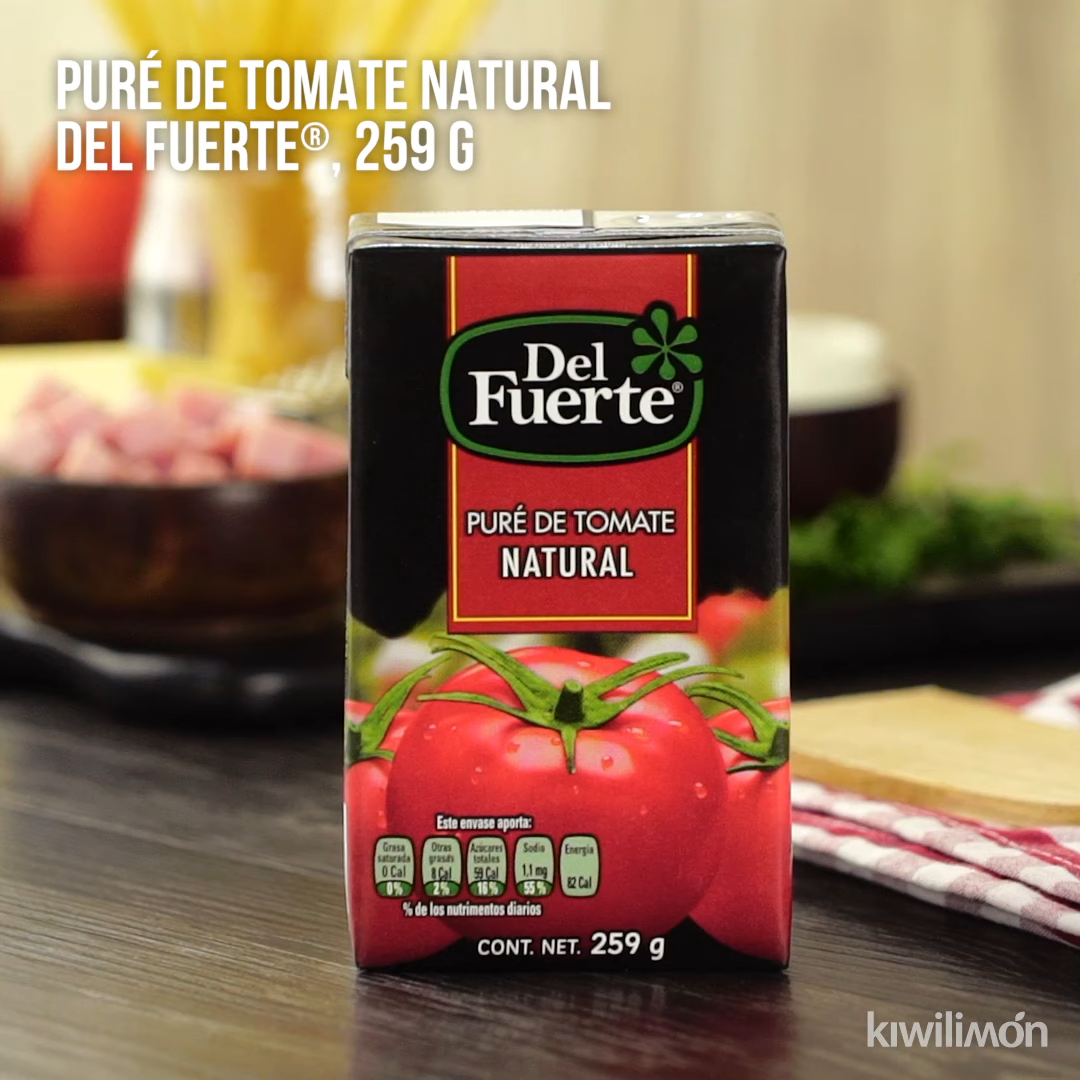 PURÉ DE TOMATE NATURAL
DEL FUERTE®, 259 G
Del
Fuerte®
PURÉ DE TOMATE
NATURAL
Este envase aporta:
Grasa saturada 0 Cal 0%
Otras grasas 8 Cal 2%
Azúcares totales 59 Cal 16%
Sodio 1,1 mg 55%
Energía 82 Cal
% de los nutrimentos diarios
CONT. NET. 259 g
kiwilimón